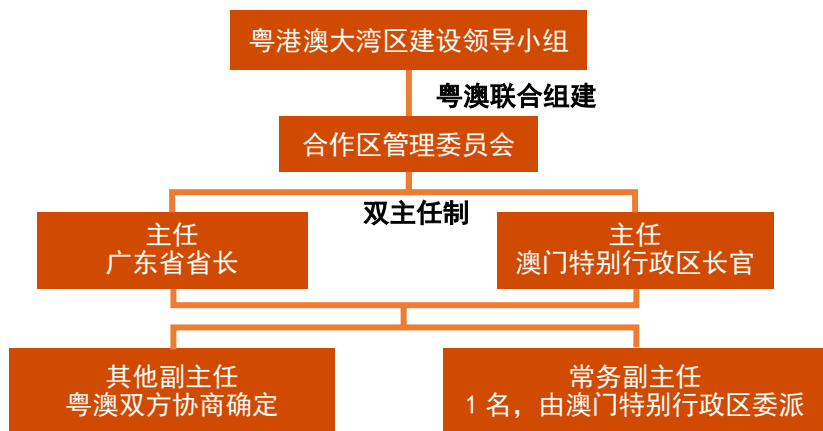 粤港澳大湾区建设领导小组
粤澳联合组建
合作区管理委员会
双主任制
主任
广东省省长
主任
澳门特别行政区长官
其他副主任
粤澳双方协商确定
常务副主任
1名，由澳门特别行政区委派